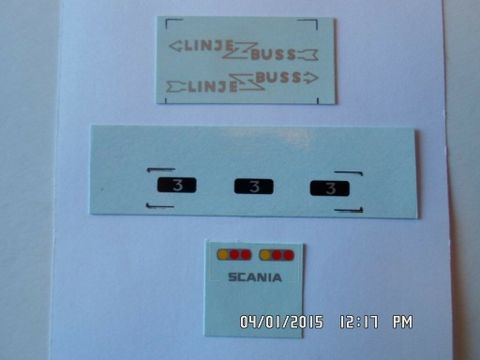 LINJE BUSS
LINJE BUSS
3 3 3
SCANIA
04/01/2015 12:17 PM